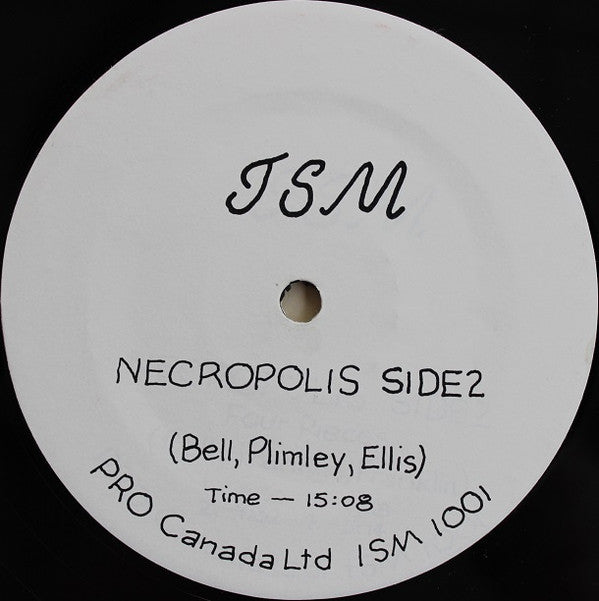 ISM
NECROPOLIS SIDE2
(Bell, Plimley, Ellis)
Time — 15:08
PRO Canada Ltd ISM 1001